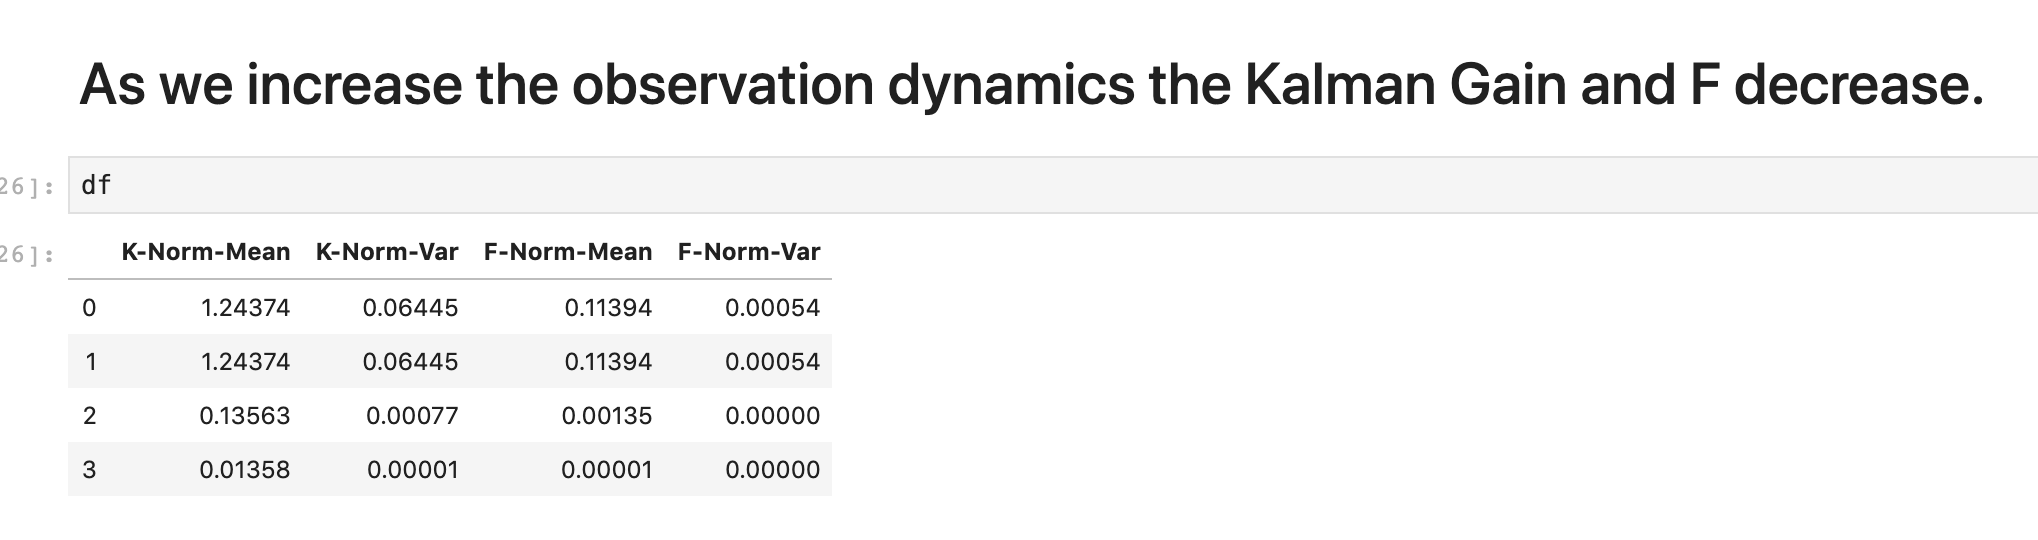 As we increase the observation dynamics the Kalman Gain and F decrease.
26]: df
26]: K-Norm-Mean K-Norm-Var F-Norm-Mean F-Norm-Var
0 1.24374 0.06445 0.11394 0.00054
1 1.24374 0.06445 0.11394 0.00054
2 0.13563 0.00077 0.00135 0.00000
3 0.01358 0.00001 0.00001 0.00000